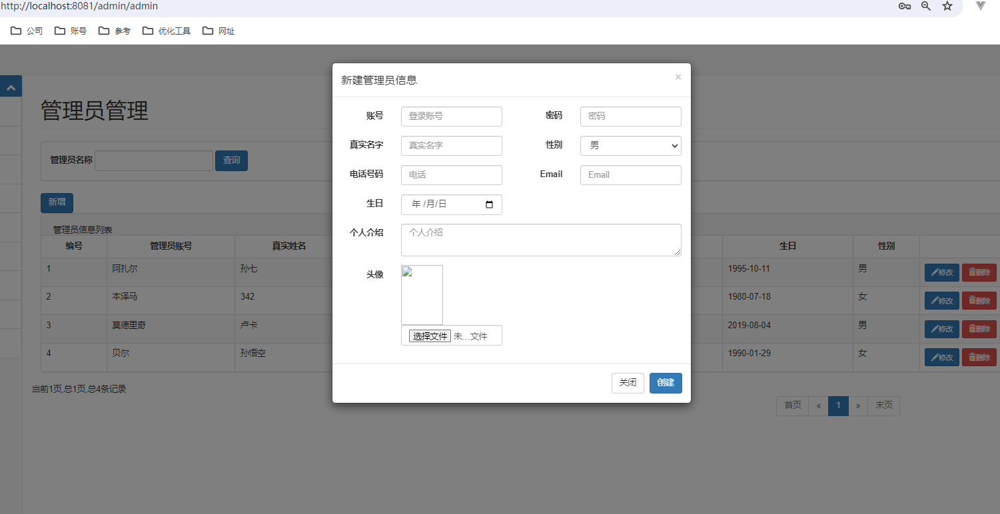 http://localhost:8081/admin/admin
公司 账号 参考 优化工具 网址
新建管理员信息 ×
账号 登录账号 密码 密码
真实名字 真实名字 性别 男
电话号码 电话 Email Email
生日 年 /月/日
个人介绍 个人介绍
头像
选择文件 未...文件
关闭 创建
管理员管理
管理员名称 查询
新增
管理员信息列表
编号 管理员账号 真实姓名 生日 性别
1 阿扎尔 孙七 1995-10-11 男 修改 删除
2 本泽马 342 1980-07-18 女 修改 删除
3 莫德里奇 卢卡 2019-08-04 男 修改 删除
4 贝尔 孙悟空 1990-01-29 女 修改 删除
当前1页,总1页,总4条记录
首页 « 1 » 末页